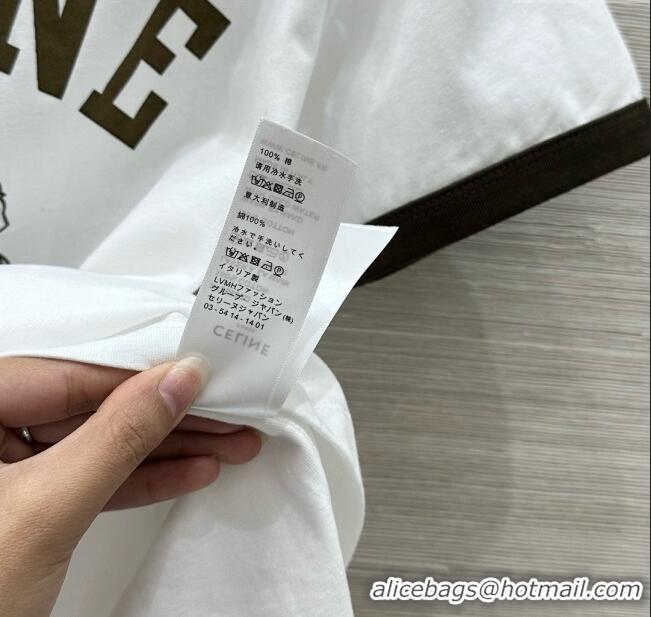 NE
100% 棉
请用冷水手洗
意大利制造
綿100%
冷水で手洗いしてく
ださい。
イタリア製
LVMHファッション
グループ・ジャパン(株)
セリーヌジャパン
03-5414-1401
CELINE
alicebags@hotmail.com